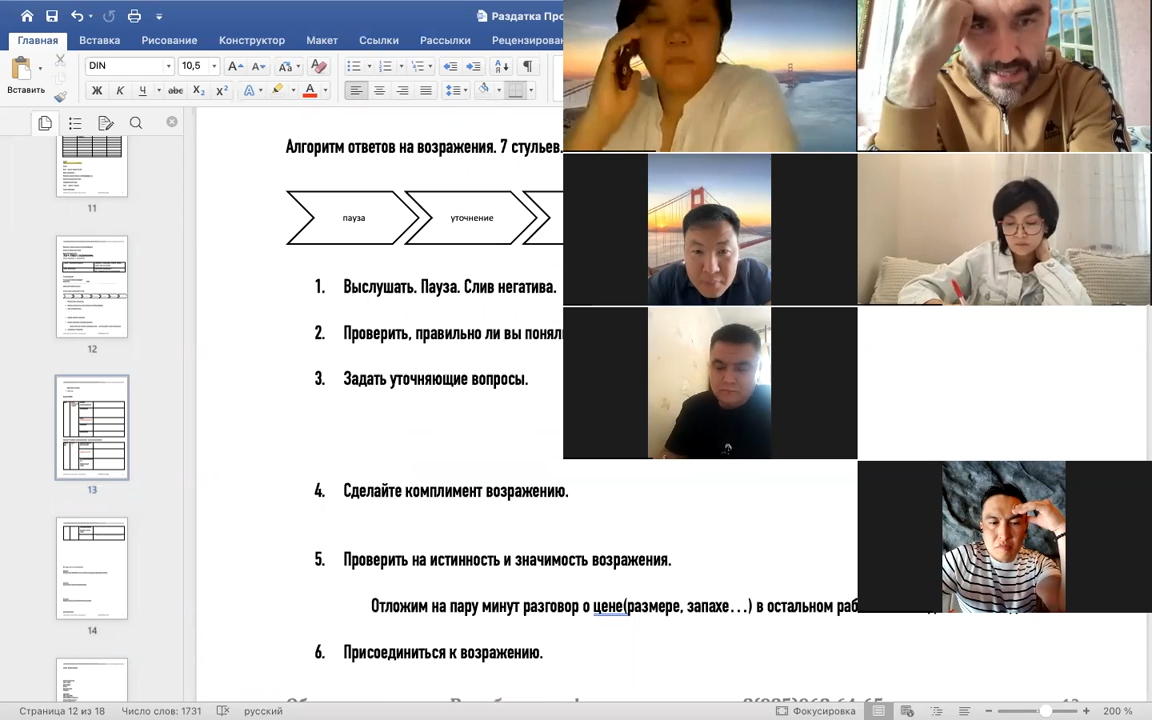 Раздатка Про
Главная Вставка Рисование Конструктор Макет Ссылки Рассылки Рецензирован
Вставить
DIN 10,5
Алгоритм ответов на возражения. 7 стульев.
пауза уточнение
1. Выслушать. Пауза. Слив негатива.
2. Проверить, правильно ли вы понял
3. Задать уточняющие вопросы.
4. Сделайте комплимент возражению.
5. Проверить на истинность и значимость возражения.
Отложим на пару минут разговор о цене(размере, запахе…) в остальном раб
6. Присоединиться к возражению.
11
12
13
14
Страница 12 из 18 Число слов: 1731 русский Фокусировка 200 %